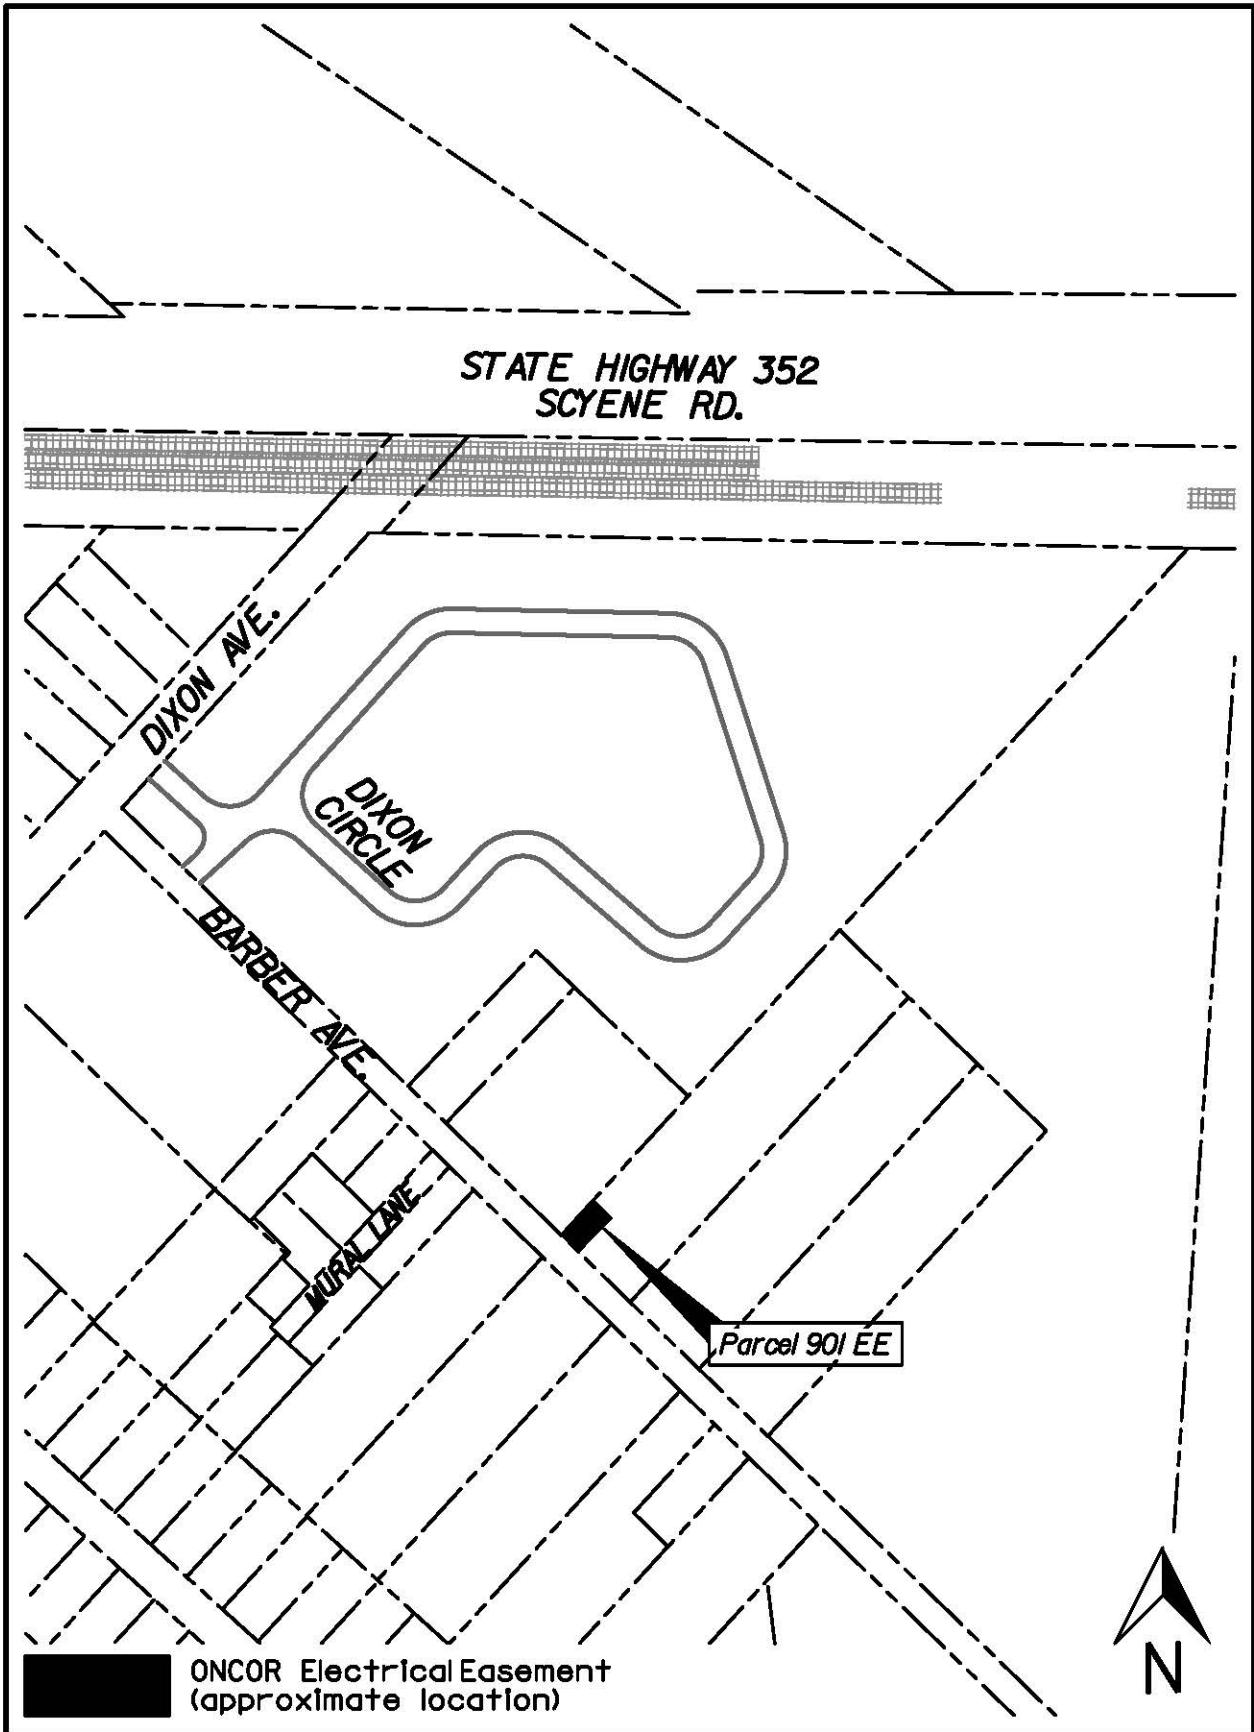 STATE HIGHWAY 352
SCYENE RD.
DIXON AVE.
DIXON
CIRCLE
BARBER AVE.
MURAL LANE
Parcel 901 EE
N
ONCOR Electrical Easement
(approximate location)